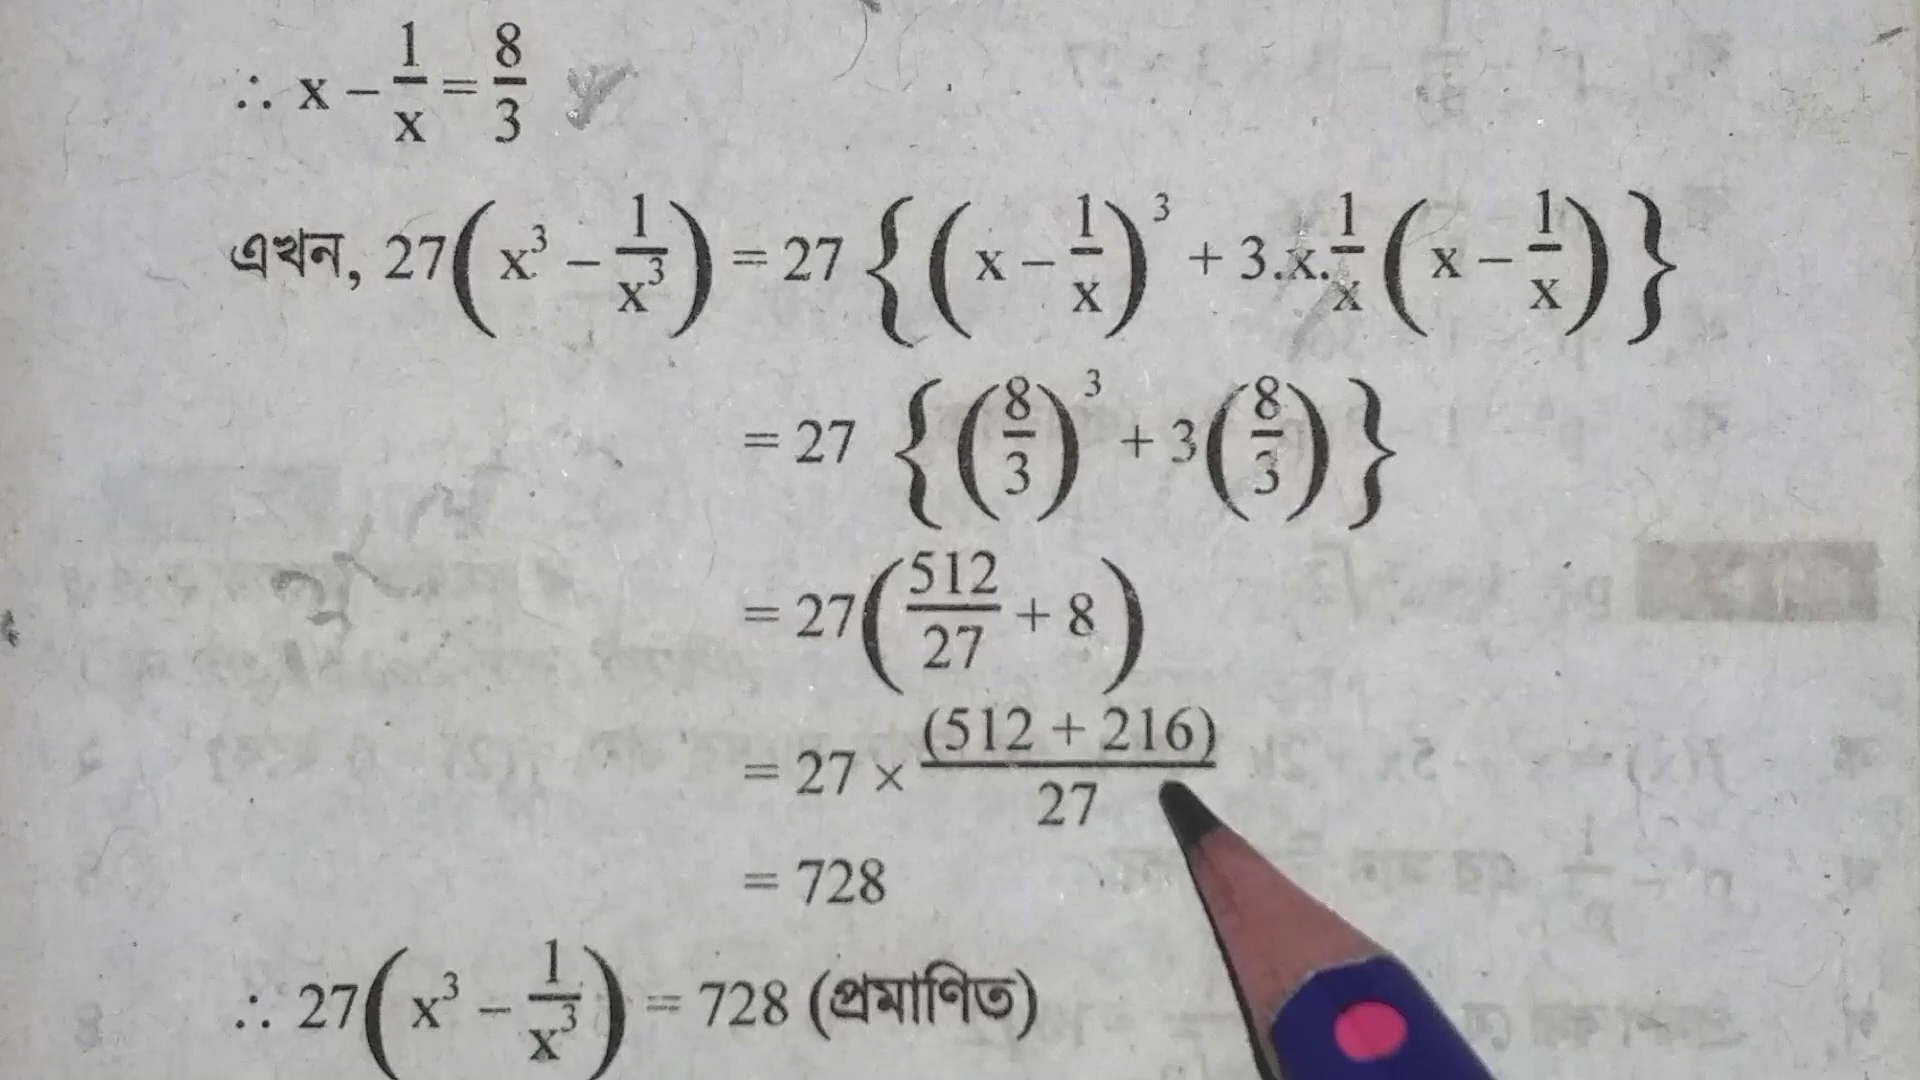 ∴ x – 1/x = 8/3
এখন, 27(x³ – 1/x³) = 27 {(x – 1/x)³ + 3.x.1/x (x – 1/x)}
= 27 {(8/3)³ + 3(8/3)}
= 27(512/27 + 8)
= 27 × (512 + 216)/27
= 728
∴ 27(x³ – 1/x³) = 728 (প্রমাণিত)